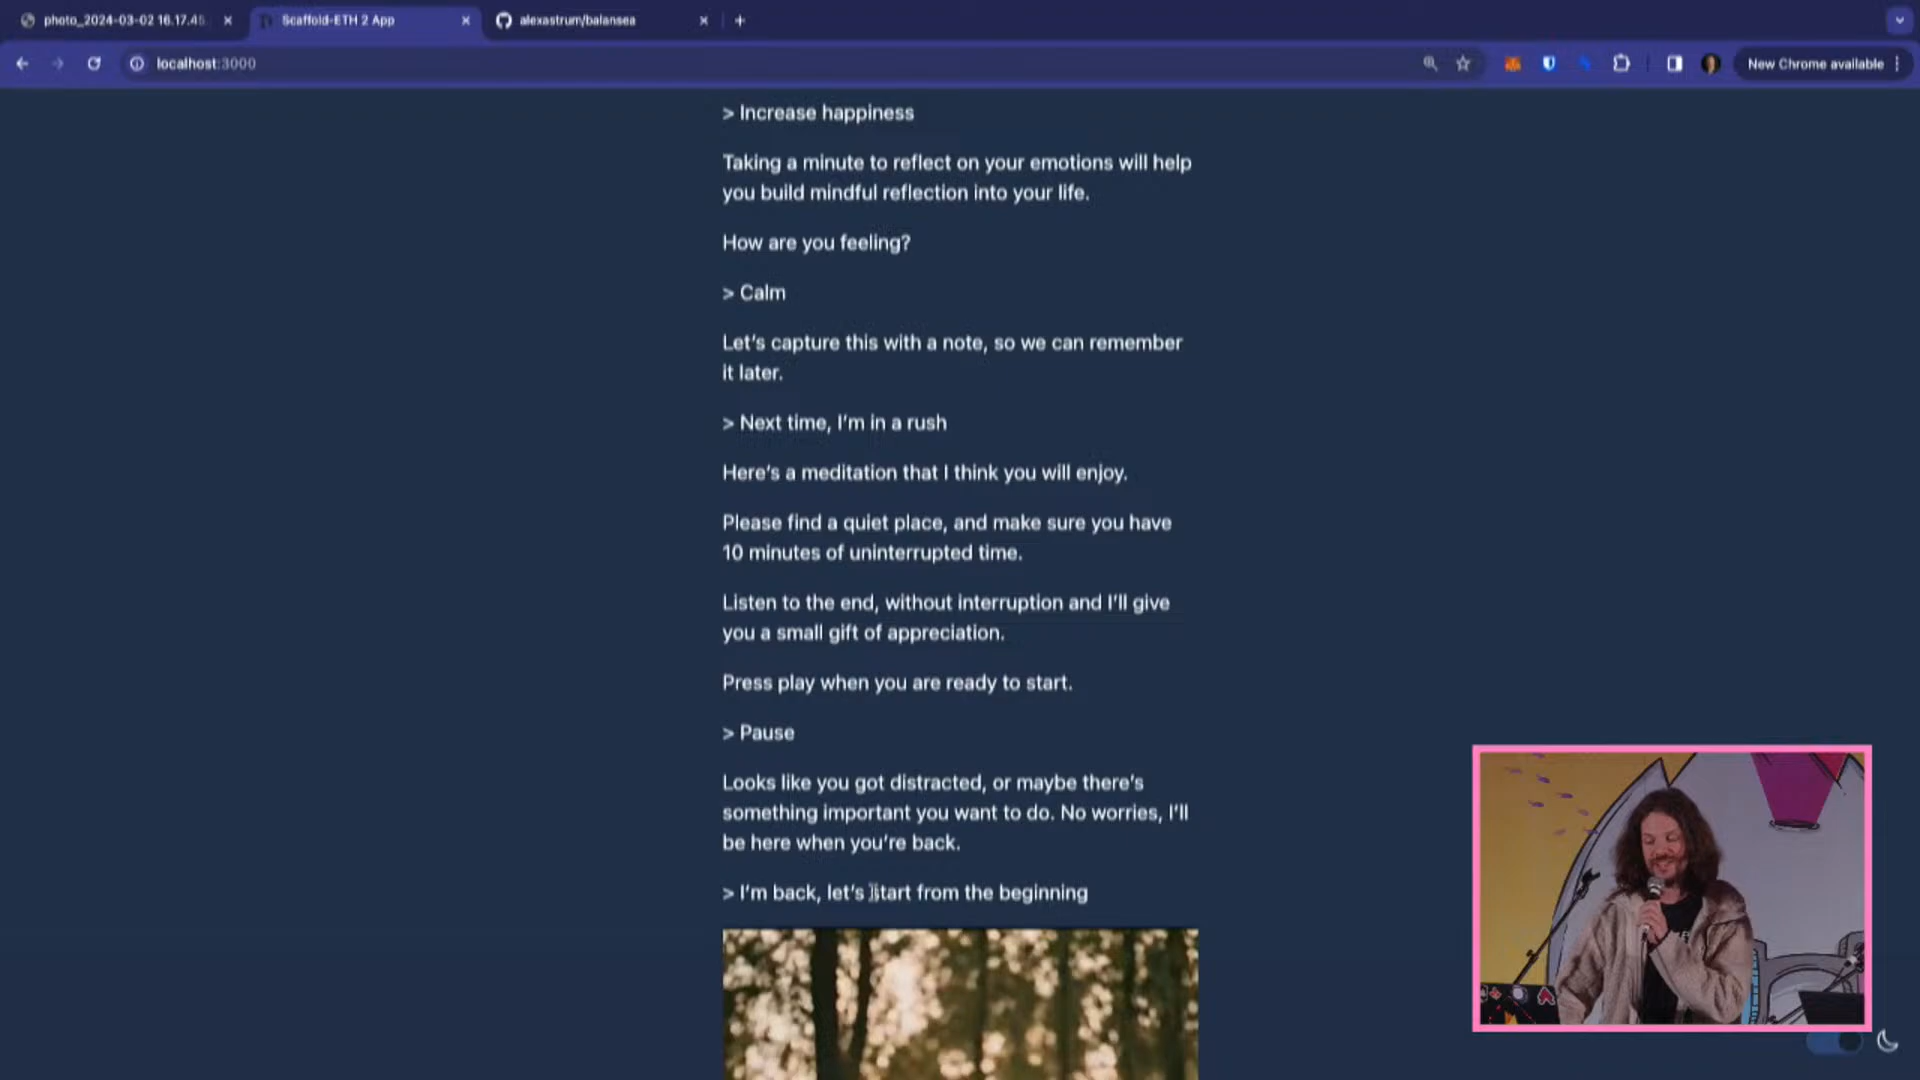 photo_2024-03-02 16.17.45
Scaffold-ETH 2 App
alexastrum/balansea
localhost:3000
New Chrome available
> Increase happiness
Taking a minute to reflect on your emotions will help
you build mindful reflection into your life.
How are you feeling?
> Calm
Let’s capture this with a note, so we can remember
it later.
> Next time, I’m in a rush
Here’s a meditation that I think you will enjoy.
Please find a quiet place, and make sure you have
10 minutes of uninterrupted time.
Listen to the end, without interruption and I’ll give
you a small gift of appreciation.
Press play when you are ready to start.
> Pause
Looks like you got distracted, or maybe there’s
something important you want to do. No worries, I’ll
be here when you’re back.
> I’m back, let’s start from the beginning